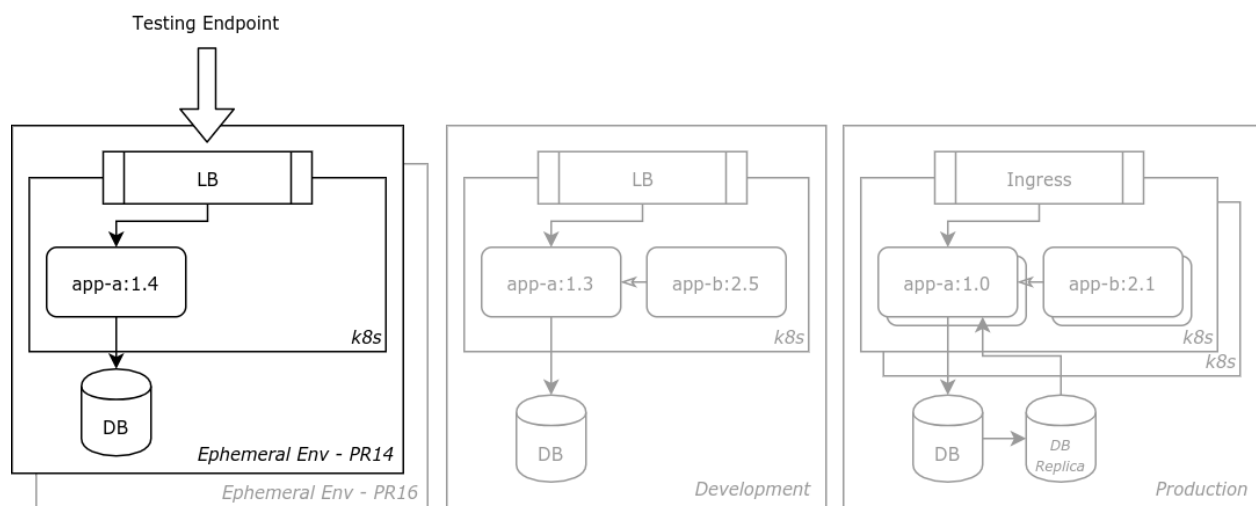 Testing Endpoint
LB
app-a:1.4
k8s
DB
Ephemeral Env - PR14
Ephemeral Env - PR16
LB
app-a:1.3
app-b:2.5
k8s
DB
Development
Ingress
app-a:1.0
app-b:2.1
k8s
k8s
DB
DB
Replica
Production